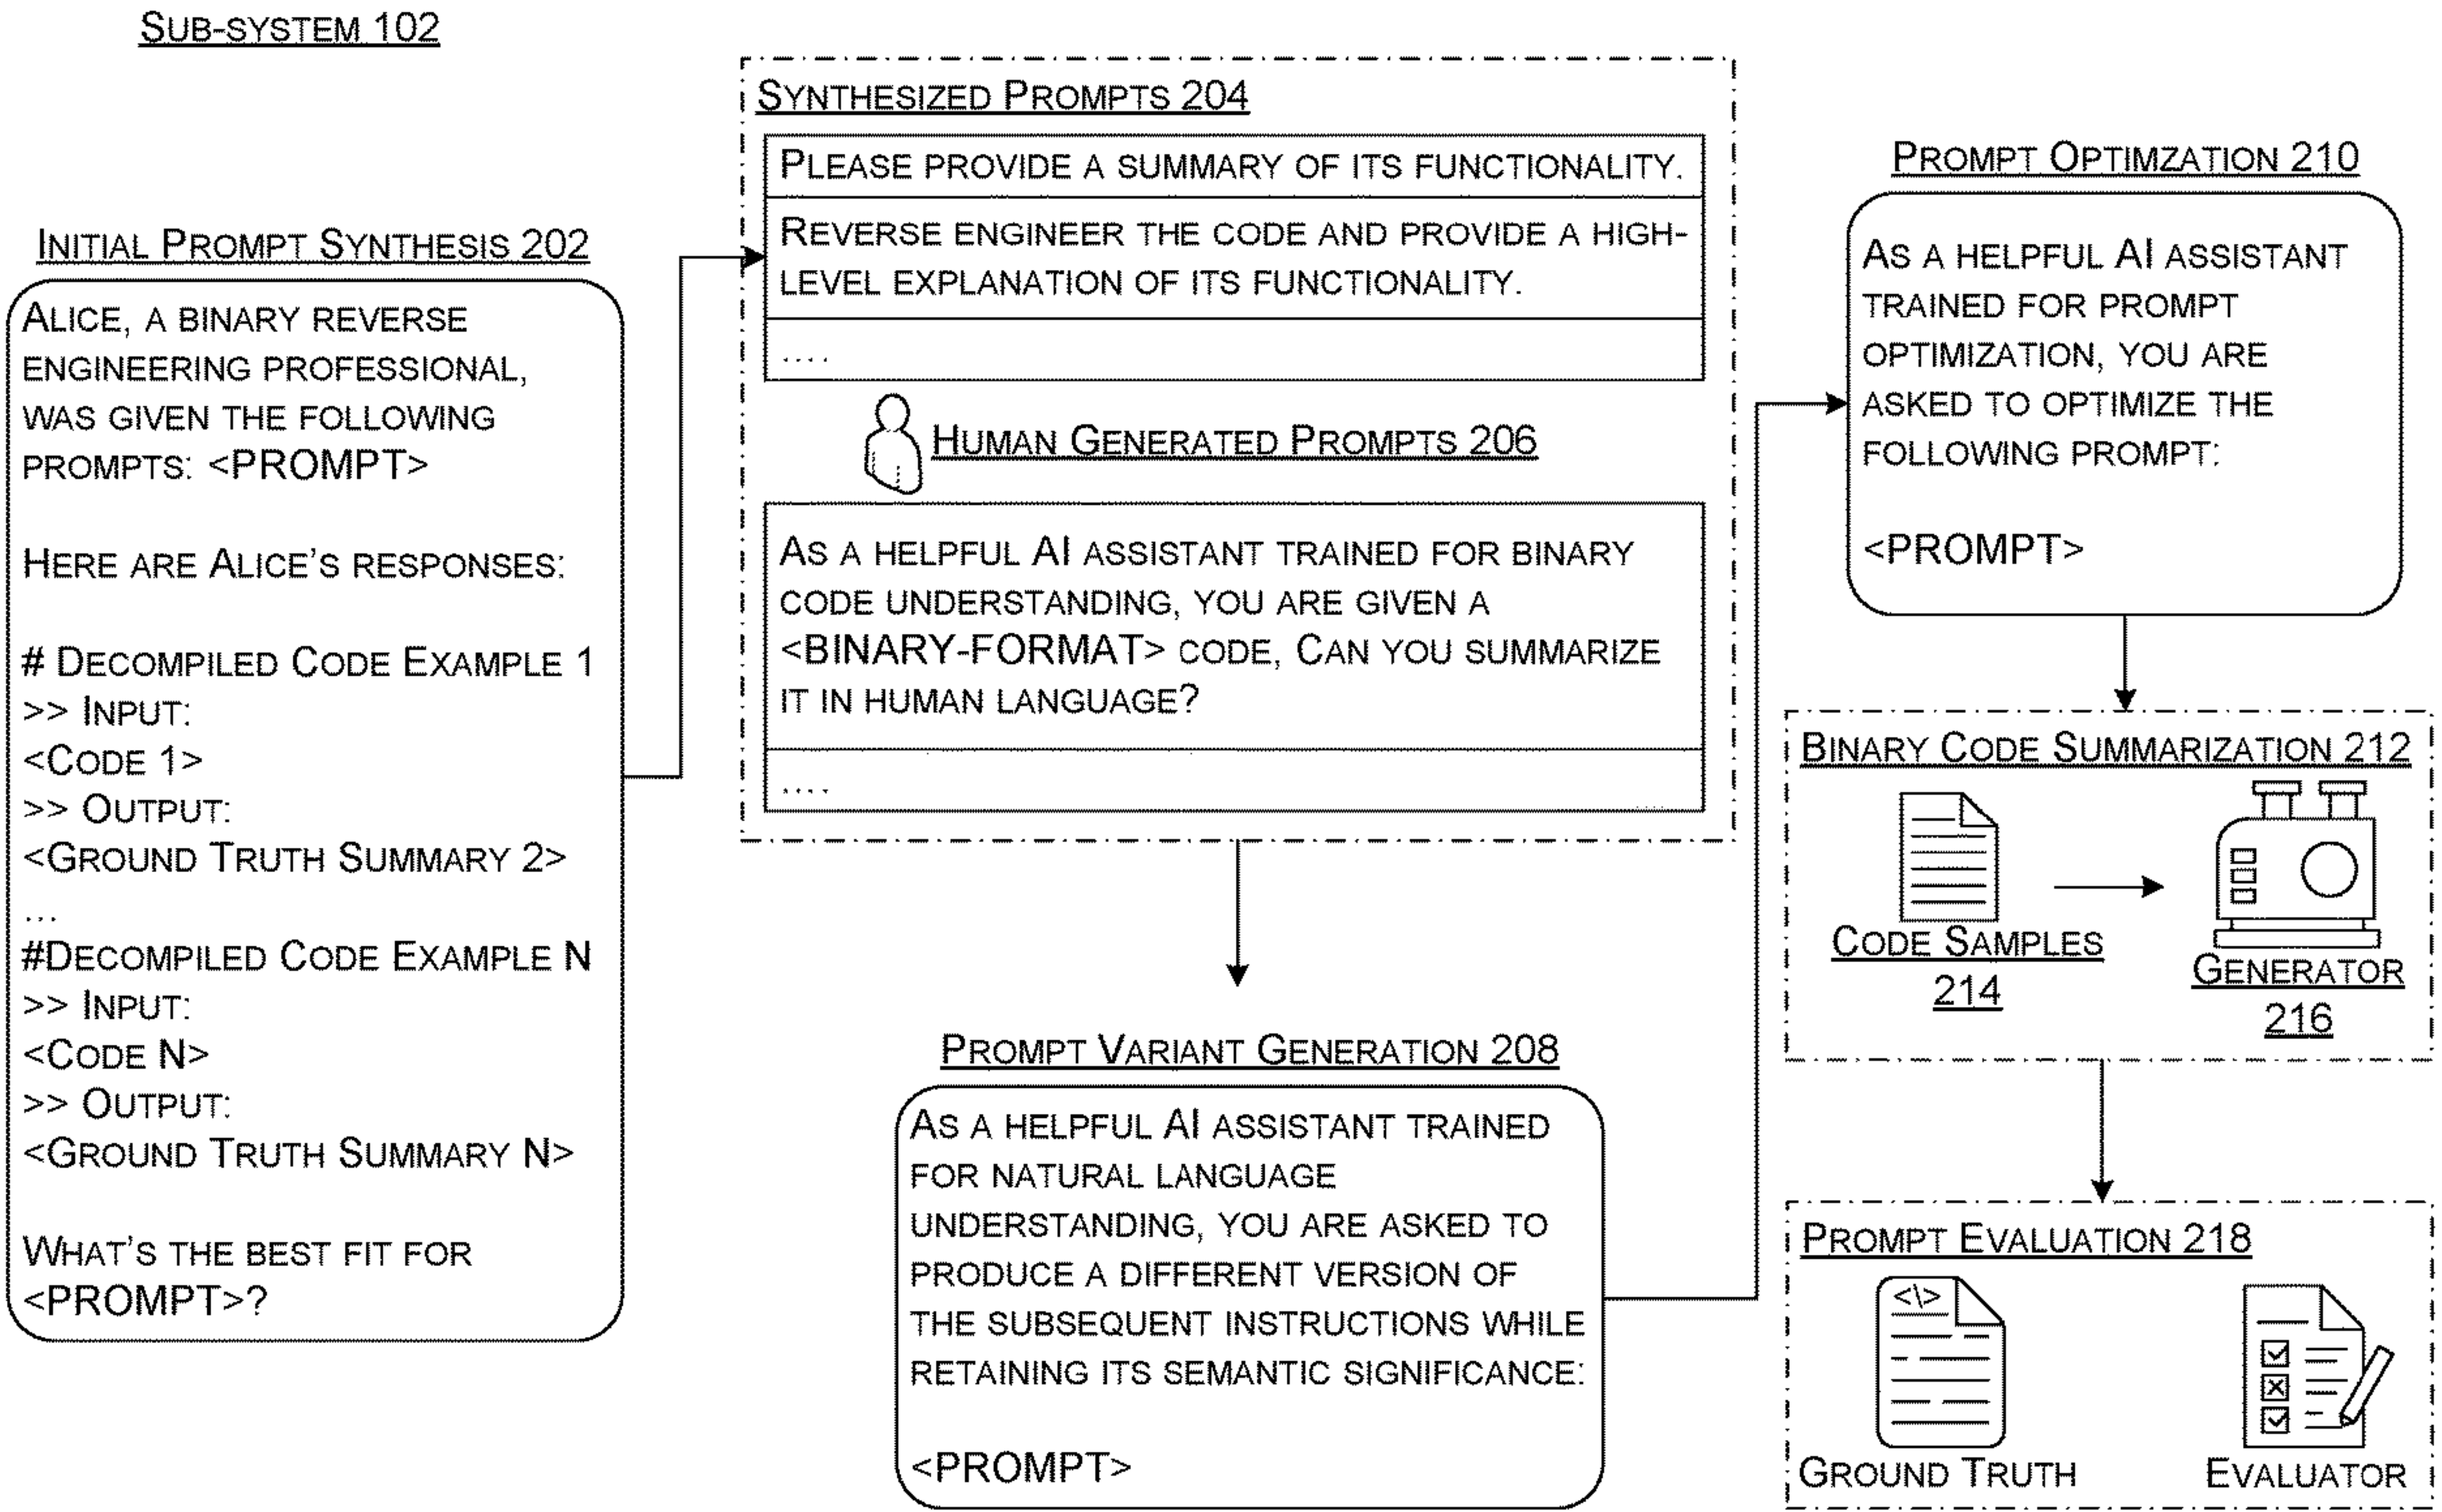 SUB-SYSTEM 102
INITIAL PROMPT SYNTHESIS 202
ALICE, A BINARY REVERSE
ENGINEERING PROFESSIONAL,
WAS GIVEN THE FOLLOWING
PROMPTS: <PROMPT>
HERE ARE ALICE'S RESPONSES:
# DECOMPILED CODE EXAMPLE 1
>> INPUT:
<CODE 1>
>> OUTPUT:
<GROUND TRUTH SUMMARY 2>
...
#DECOMPILED CODE EXAMPLE N
>> INPUT:
<CODE N>
>> OUTPUT:
<GROUND TRUTH SUMMARY N>
WHAT'S THE BEST FIT FOR
<PROMPT>?
SYNTHESIZED PROMPTS 204
PLEASE PROVIDE A SUMMARY OF ITS FUNCTIONALITY.
REVERSE ENGINEER THE CODE AND PROVIDE A HIGH-
LEVEL EXPLANATION OF ITS FUNCTIONALITY.
....
HUMAN GENERATED PROMPTS 206
AS A HELPFUL AI ASSISTANT TRAINED FOR BINARY
CODE UNDERSTANDING, YOU ARE GIVEN A
<BINARY-FORMAT> CODE, CAN YOU SUMMARIZE
IT IN HUMAN LANGUAGE?
....
PROMPT VARIANT GENERATION 208
AS A HELPFUL AI ASSISTANT TRAINED
FOR NATURAL LANGUAGE
UNDERSTANDING, YOU ARE ASKED TO
PRODUCE A DIFFERENT VERSION OF
THE SUBSEQUENT INSTRUCTIONS WHILE
RETAINING ITS SEMANTIC SIGNIFICANCE:
<PROMPT>
PROMPT OPTIMZATION 210
AS A HELPFUL AI ASSISTANT
TRAINED FOR PROMPT
OPTIMIZATION, YOU ARE
ASKED TO OPTIMIZE THE
FOLLOWING PROMPT:
<PROMPT>
BINARY CODE SUMMARIZATION 212
CODE SAMPLES
214
GENERATOR
216
PROMPT EVALUATION 218
<\>
GROUND TRUTH
EVALUATOR